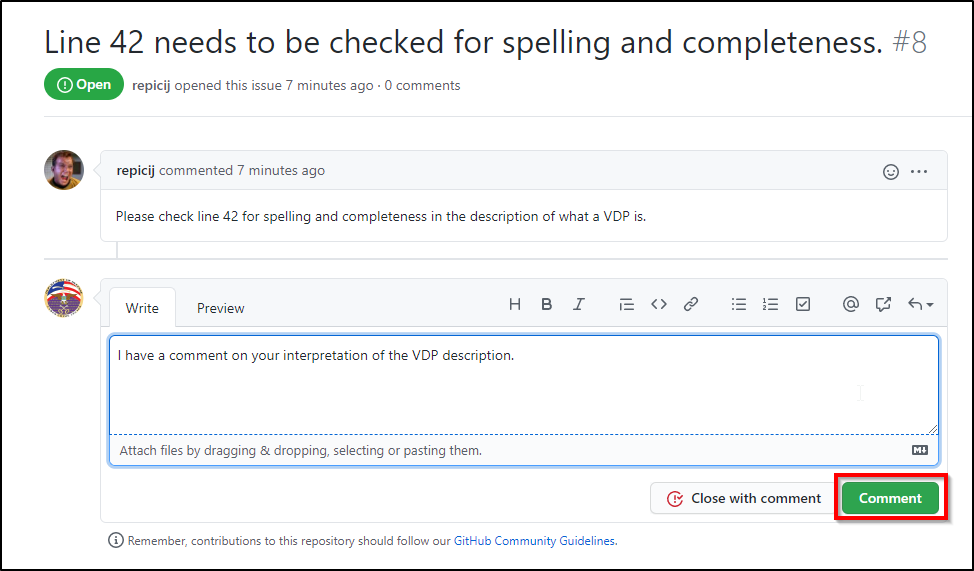 Line 42 needs to be checked for spelling and completeness. #8
Open repicij opened this issue 7 minutes ago · 0 comments
repicij commented 7 minutes ago
Please check line 42 for spelling and completeness in the description of what a VDP is.
Write Preview
I have a comment on your interpretation of the VDP description.
Attach files by dragging & dropping, selecting or pasting them.
Close with comment Comment
Remember, contributions to this repository should follow our GitHub Community Guidelines.